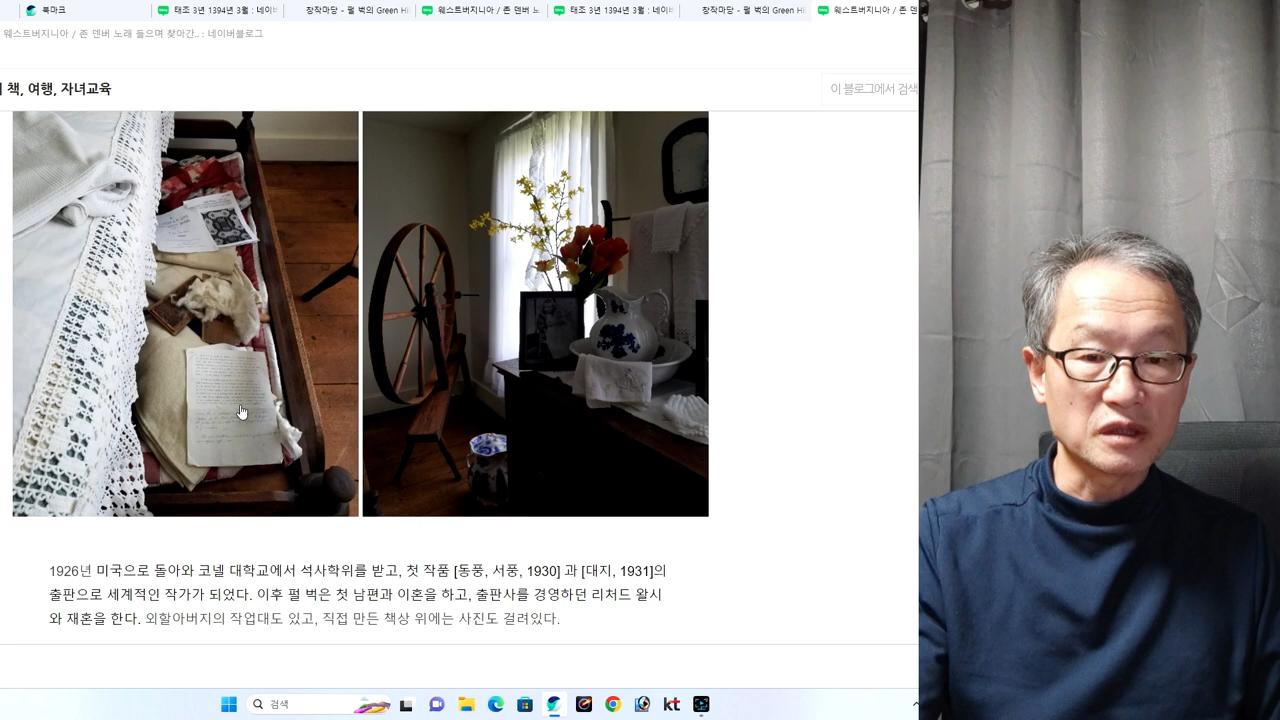 북마크
태조 3년 1394년 3월 : 네이버
창작마당 - 펄 벅의 Green Hi
웨스트버지니아 / 존 덴버 노
태조 3년 1394년 3월 : 네이버
창작마당 - 펄 벅의 Green Hi
웨스트버지니아 / 존 덴
웨스트버지니아 / 존 덴버 노래 들으며 찾아간.. : 네이버블로그
책, 여행, 자녀교육
이 블로그에서 검색
1926년 미국으로 돌아와 코넬 대학교에서 석사학위를 받고, 첫 작품 [동풍, 서풍, 1930] 과 [대지, 1931]의
출판으로 세계적인 작가가 되었다. 이후 펄 벅은 첫 남편과 이혼을 하고, 출판사를 경영하던 리처드 왈시
와 재혼을 한다. 외할아버지의 작업대도 있고, 직접 만든 책상 위에는 사진도 걸려있다.
검색
kt